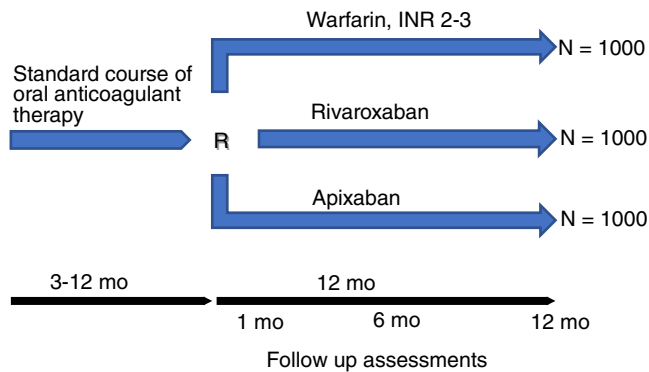 Warfarin, INR 2-3
N = 1000
Standard course of
oral anticoagulant
therapy
R
Rivaroxaban
N = 1000
Apixaban
N = 1000
3-12 mo
12 mo
1 mo
6 mo
12 mo
Follow up assessments